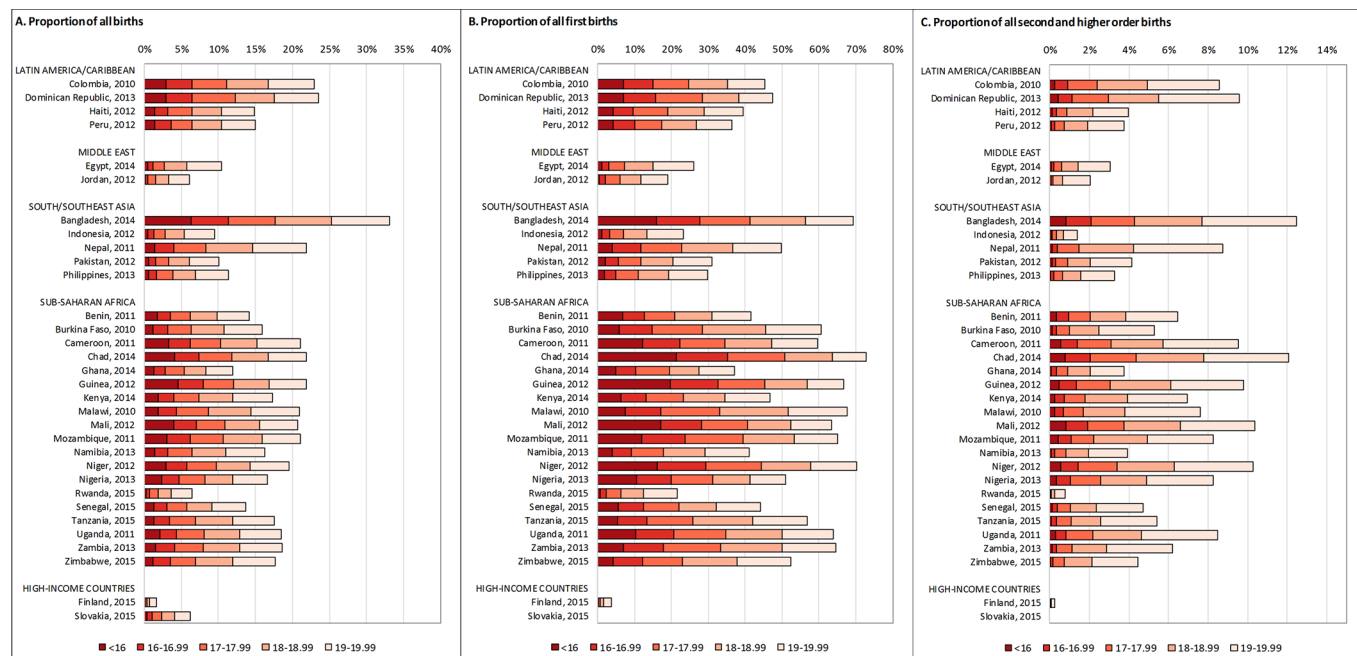 A. Proportion of all births
0% 5% 10% 15% 20% 25% 30% 35% 40%
LATIN AMERICA/CARIBBEAN
Colombia, 2010
Dominican Republic, 2013
Haiti, 2012
Peru, 2012
MIDDLE EAST
Egypt, 2014
Jordan, 2012
SOUTH/SOUTHEAST ASIA
Bangladesh, 2014
Indonesia, 2012
Nepal, 2011
Pakistan, 2012
Philippines, 2013
SUB-SAHARAN AFRICA
Benin, 2011
Burkina Faso, 2010
Cameroon, 2011
Chad, 2014
Ghana, 2014
Guinea, 2012
Kenya, 2014
Malawi, 2010
Mali, 2012
Mozambique, 2011
Namibia, 2013
Niger, 2012
Nigeria, 2013
Rwanda, 2015
Senegal, 2015
Tanzania, 2015
Uganda, 2011
Zambia, 2013
Zimbabwe, 2015
HIGH-INCOME COUNTRIES
Finland, 2015
Slovakia, 2015
<16 16-16.99 17-17.99 18-18.99 19-19.99
B. Proportion of all first births
0% 10% 20% 30% 40% 50% 60% 70% 80%
LATIN AMERICA/CARIBBEAN
Colombia, 2010
Dominican Republic, 2013
Haiti, 2012
Peru, 2012
MIDDLE EAST
Egypt, 2014
Jordan, 2012
SOUTH/SOUTHEAST ASIA
Bangladesh, 2014
Indonesia, 2012
Nepal, 2011
Pakistan, 2012
Philippines, 2013
SUB-SAHARAN AFRICA
Benin, 2011
Burkina Faso, 2010
Cameroon, 2011
Chad, 2014
Ghana, 2014
Guinea, 2012
Kenya, 2014
Malawi, 2010
Mali, 2012
Mozambique, 2011
Namibia, 2013
Niger, 2012
Nigeria, 2013
Rwanda, 2015
Senegal, 2015
Tanzania, 2015
Uganda, 2011
Zambia, 2013
Zimbabwe, 2015
HIGH-INCOME COUNTRIES
Finland, 2015
Slovakia, 2015
<16 16-16.99 17-17.99 18-18.99 19-19.99
C. Proportion of all second and higher order births
0% 2% 4% 6% 8% 10% 12% 14%
LATIN AMERICA/CARIBBEAN
Colombia, 2010
Dominican Republic, 2013
Haiti, 2012
Peru, 2012
MIDDLE EAST
Egypt, 2014
Jordan, 2012
SOUTH/SOUTHEAST ASIA
Bangladesh, 2014
Indonesia, 2012
Nepal, 2011
Pakistan, 2012
Philippines, 2013
SUB-SAHARAN AFRICA
Benin, 2011
Burkina Faso, 2010
Cameroon, 2011
Chad, 2014
Ghana, 2014
Guinea, 2012
Kenya, 2014
Malawi, 2010
Mali, 2012
Mozambique, 2011
Namibia, 2013
Niger, 2012
Nigeria, 2013
Rwanda, 2015
Senegal, 2015
Tanzania, 2015
Uganda, 2011
Zambia, 2013
Zimbabwe, 2015
HIGH-INCOME COUNTRIES
Finland, 2015
Slovakia, 2015
<16 16-16.99 17-17.99 18-18.99 19-19.99